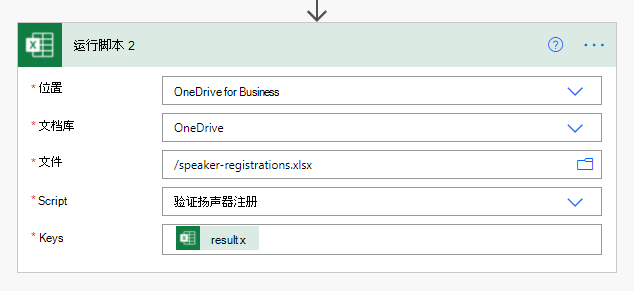 运行脚本 2
* 位置 OneDrive for Business
* 文档库 OneDrive
* 文件 /speaker-registrations.xlsx
* Script 验证扬声器注册
* Keys result x